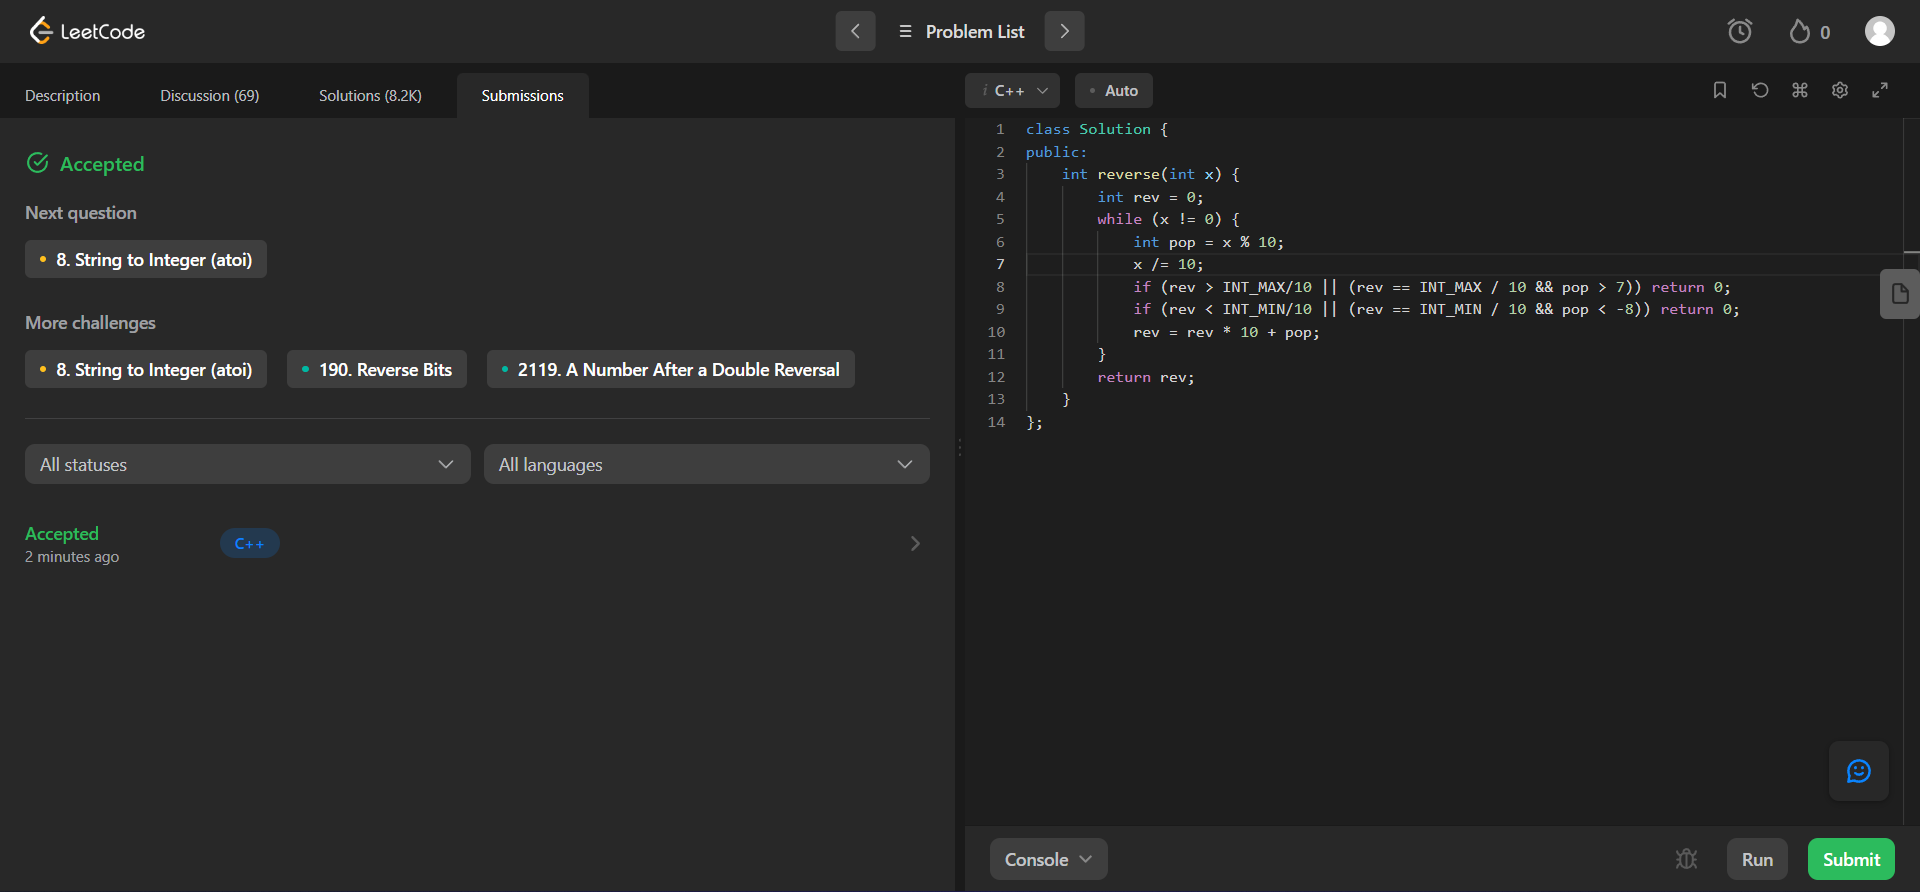 LeetCode
Problem List
0
Description
Discussion (69)
Solutions (8.2K)
Submissions
Accepted
Next question
8. String to Integer (atoi)
More challenges
8. String to Integer (atoi)
190. Reverse Bits
2119. A Number After a Double Reversal
All statuses
All languages
Accepted
2 minutes ago
C++
i C++
Auto
1 class Solution {
2 public:
3     int reverse(int x) {
4         int rev = 0;
5         while (x != 0) {
6             int pop = x % 10;
7             x /= 10;
8             if (rev > INT_MAX/10 || (rev == INT_MAX / 10 && pop > 7)) return 0;
9             if (rev < INT_MIN/10 || (rev == INT_MIN / 10 && pop < -8)) return 0;
10             rev = rev * 10 + pop;
11         }
12         return rev;
13     }
14 };
Console
Run
Submit